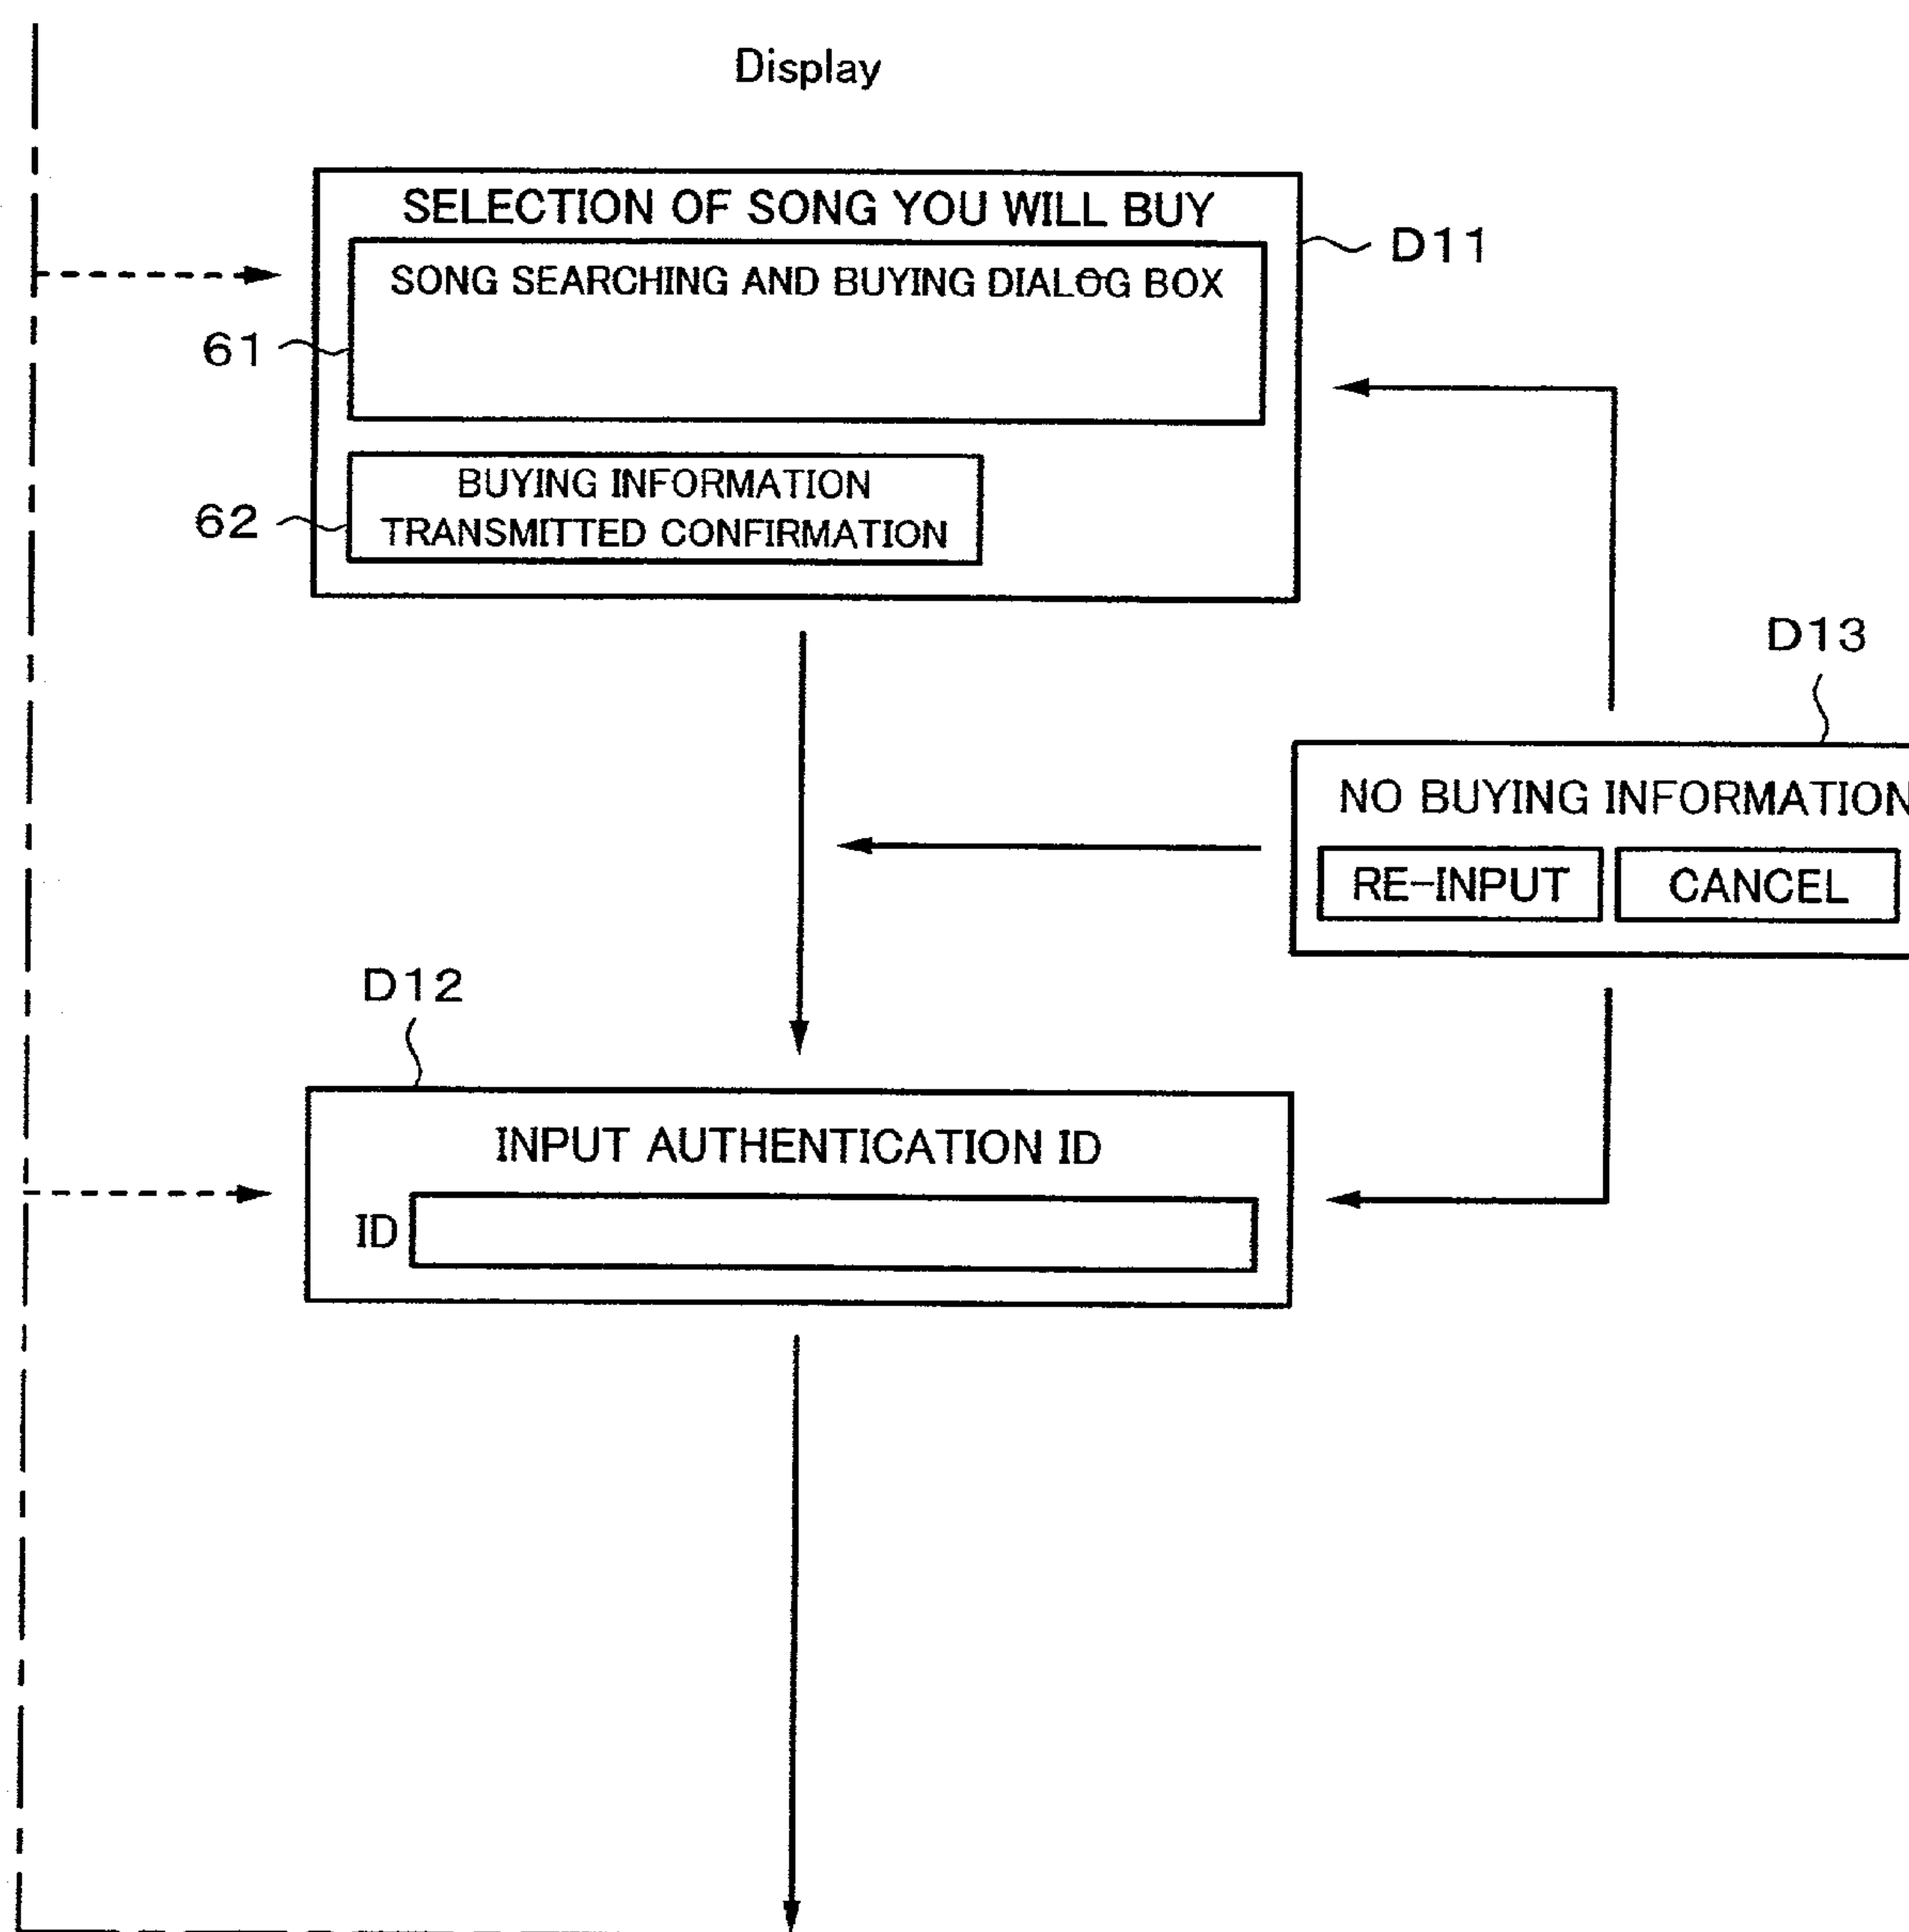 Display
SELECTION OF SONG YOU WILL BUY
D11
SONG SEARCHING AND BUYING DIALOG BOX
61
BUYING INFORMATION
TRANSMITTED CONFIRMATION
62
D13
NO BUYING INFORMATION
RE-INPUT
CANCEL
D12
INPUT AUTHENTICATION ID
ID